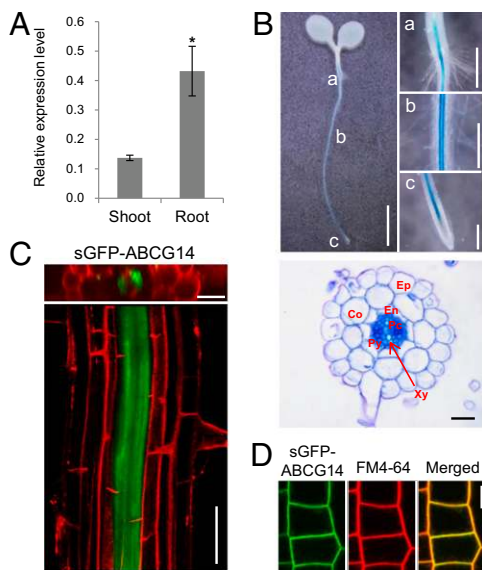 A
Relative expression level
0.6
0.5
0.4
0.3
0.2
0.1
0.0
*
Shoot
Root
B
a
b
c
a
b
c
Ep
Co
En
Pc
Py
Xy
C
sGFP-ABCG14
D
sGFP-
ABCG14
FM4-64
Merged